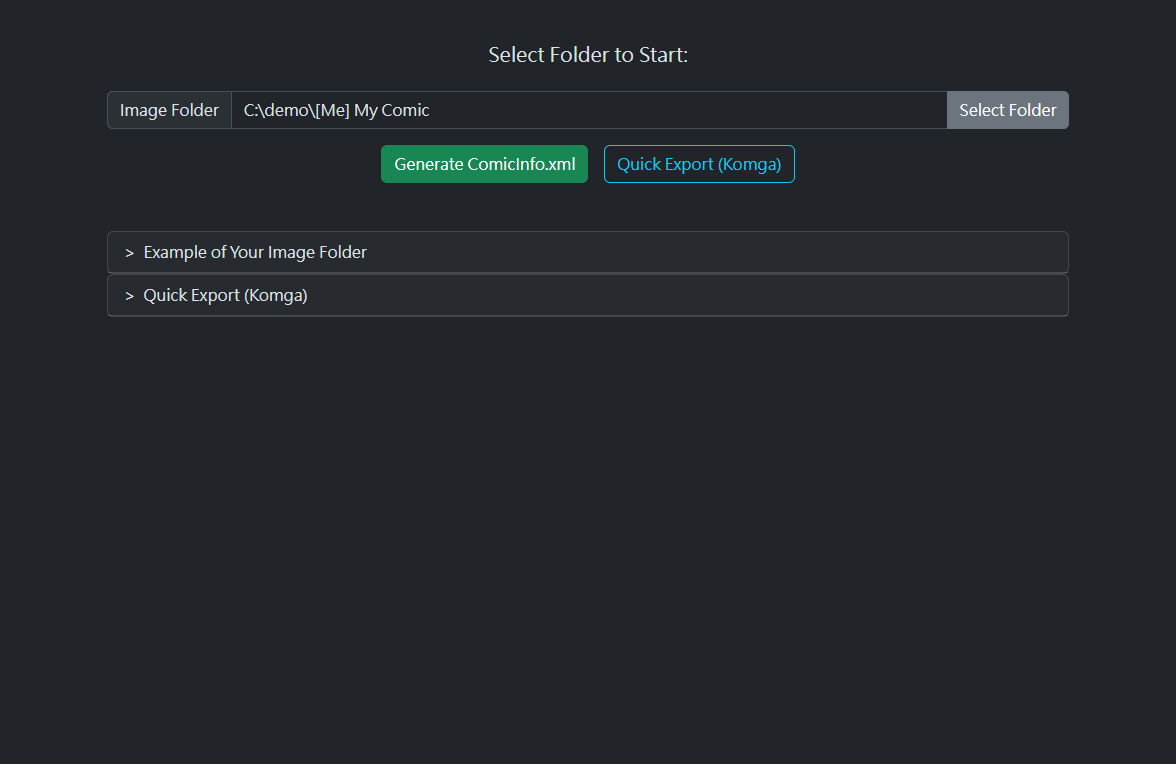 Select Folder to Start:
Image Folder C:\demo\[Me] My Comic Select Folder
Generate ComicInfo.xml Quick Export (Komga)
> Example of Your Image Folder
> Quick Export (Komga)